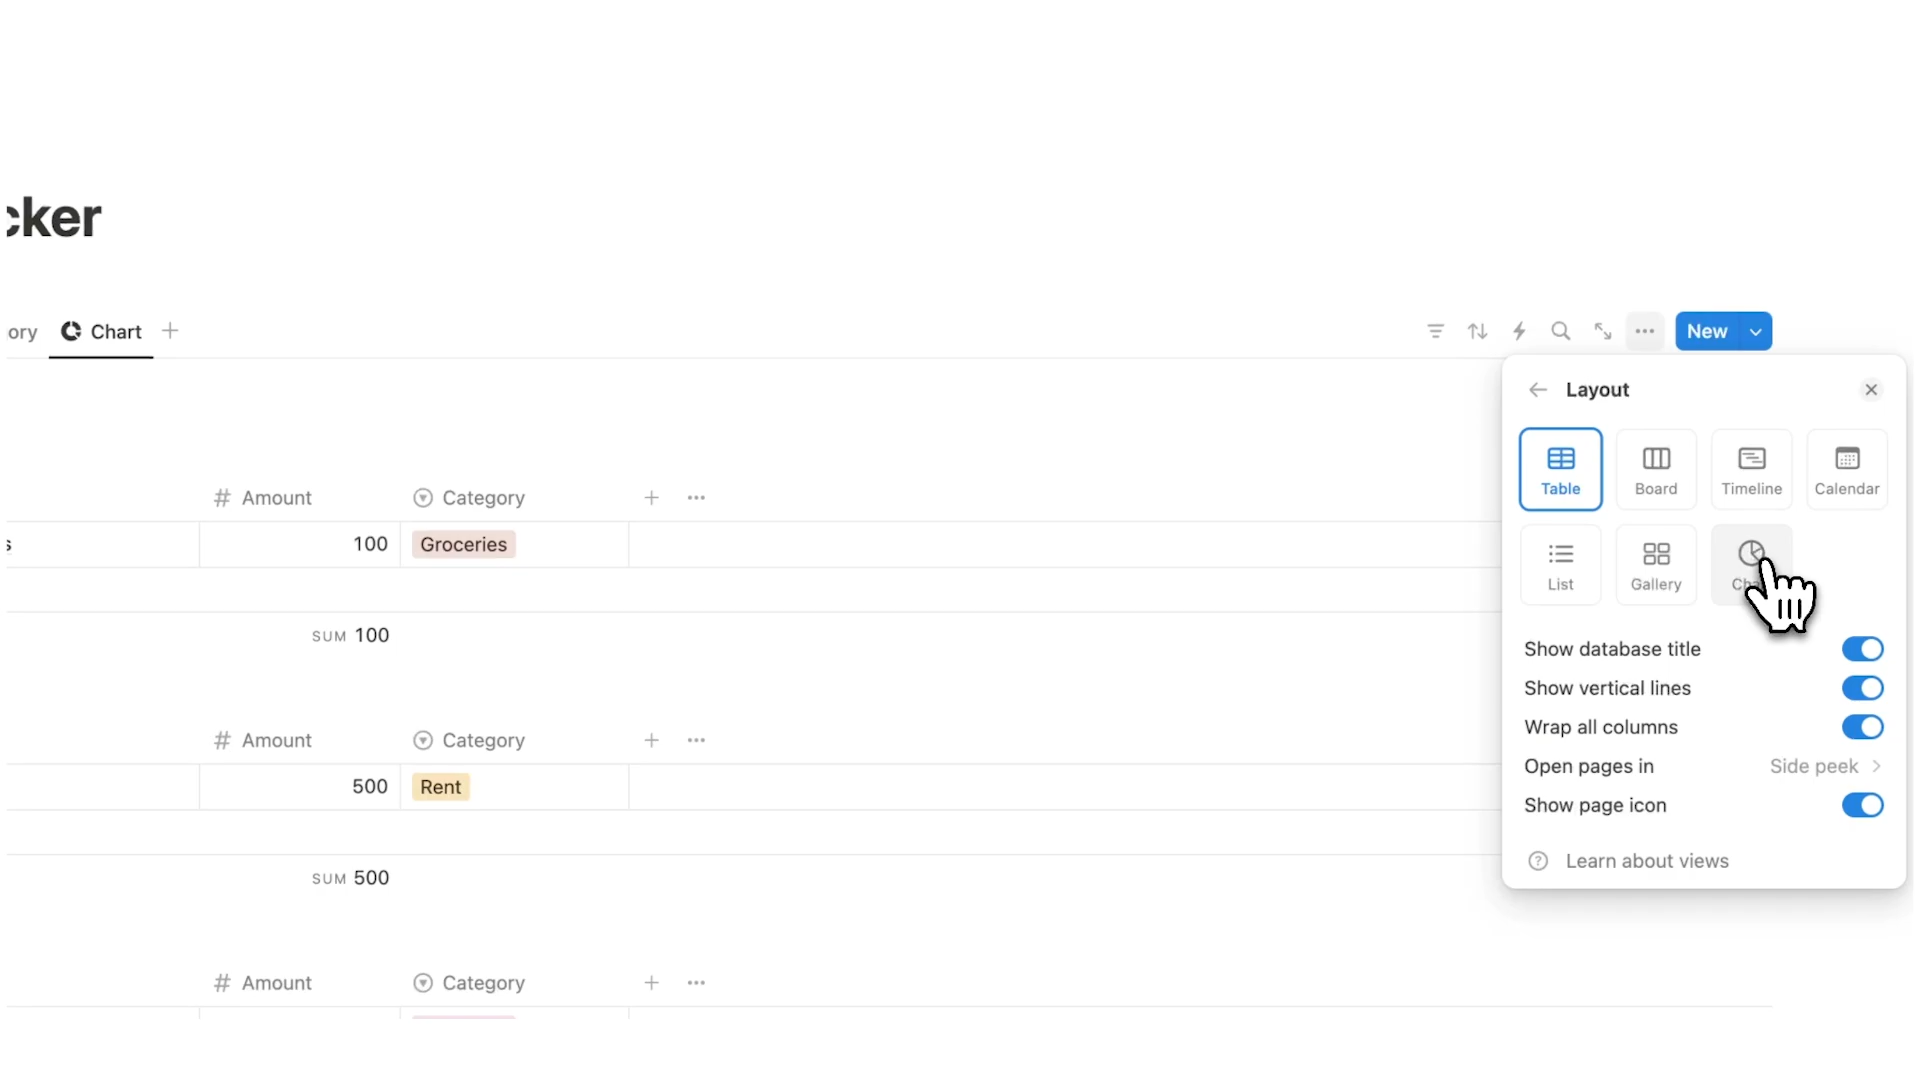 cker
ory Chart
New
Layout
Table Board Timeline Calendar
List Gallery
Show database title
Show vertical lines
Wrap all columns
Open pages in Side peek
Show page icon
Learn about views
# Amount Category
s 100 Groceries
SUM 100
# Amount Category
500 Rent
SUM 500
# Amount Category